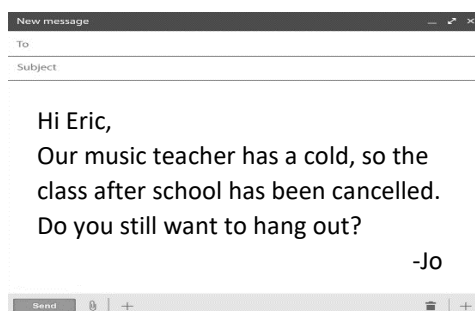 New message
To
Subject
Hi Eric,
Our music teacher has a cold, so the
class after school has been cancelled.
Do you still want to hang out?
-Jo
Send